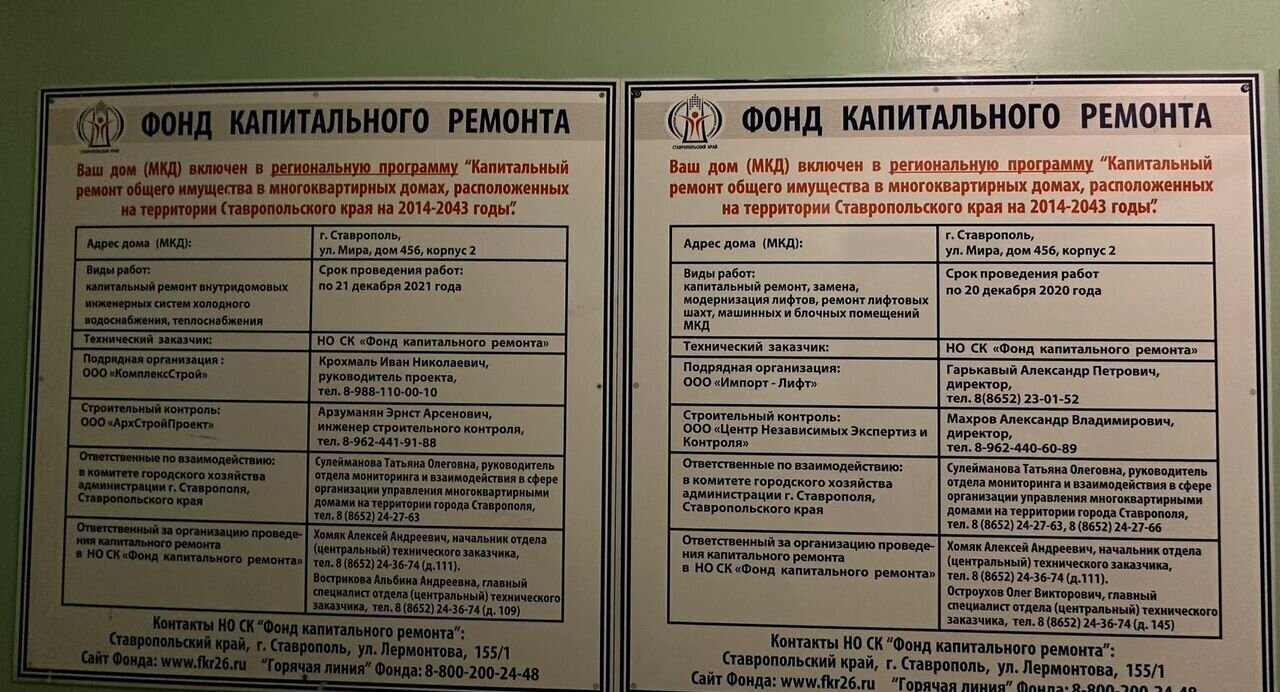 СТАВРОПОЛЬСКИЙ КРАЙ
ФОНД КАПИТАЛЬНОГО РЕМОНТА
Ваш дом (МКД) включен в региональную программу “Капитальный
ремонт общего имущества в многоквартирных домах, расположенных
на территории Ставропольского края на 2014-2043 годы”.
Адрес дома (МКД):
г. Ставрополь,
ул. Мира, дом 456, корпус 2
Виды работ:
капитальный ремонт внутридомовых
инженерных систем холодного
водоснабжения, теплоснабжения
Срок проведения работ:
по 21 декабря 2021 года
Технический заказчик:
НО СК «Фонд капитального ремонта»
Подрядная организация :
ООО «КомплексСтрой»
Крохмаль Иван Николаевич,
руководитель проекта,
тел. 8-988-110-00-10
Строительный контроль:
ООО «АрхСтройПроект»
Арзуманян Эрнст Арсенович,
инженер строительного контроля,
тел. 8-962-441-91-88
Ответственные по взаимодействию:
в комитете городского хозяйства
администрации г. Ставрополя,
Ставропольского края
Сулейманова Татьяна Олеговна, руководитель
отдела мониторинга и взаимодействия в сфере
организации управления многоквартирными
домами на территории города Ставрополя,
тел. 8 (8652) 24-27-63
Ответственный за организацию проведе-
ния капитального ремонта
в НО СК «Фонд капитального ремонта»
Хомяк Алексей Андреевич, начальник отдела
(центральный) технического заказчика,
тел. 8 (8652) 24-36-74 (д.111).
Вострикова Альбина Андреевна, главный
специалист отдела (центральный) технического
заказчика, тел. 8 (8652) 24-36-74 (д. 109)
Контакты НО СК “Фонд капитального ремонта”:
Ставропольский край, г. Ставрополь, ул. Лермонтова, 155/1
Сайт Фонда: www.fkr26.ru “Горячая линия” Фонда: 8-800-200-24-48
СТАВРОПОЛЬСКИЙ КРАЙ
ФОНД КАПИТАЛЬНОГО РЕМОНТА
Ваш дом (МКД) включен в региональную программу “Капитальный
ремонт общего имущества в многоквартирных домах, расположенных
на территории Ставропольского края на 2014-2043 годы”.
Адрес дома (МКД):
г. Ставрополь,
ул. Мира, дом 456, корпус 2
Виды работ:
капитальный ремонт, замена,
модернизация лифтов, ремонт лифтовых
шахт, машинных и блочных помещений
МКД
Срок проведения работ
по 20 декабря 2020 года
Технический заказчик:
НО СК «Фонд капитального ремонта»
Подрядная организация:
ООО «Импорт - Лифт»
Гарькавый Александр Петрович,
директор,
тел. 8(8652) 23-01-52
Строительный контроль:
ООО «Центр Независимых Экспертиз и
Контроля»
Махров Александр Владимирович,
директор,
тел. 8-962-440-60-89
Ответственные по взаимодействию:
в комитете городского хозяйства
администрации г. Ставрополя,
Ставропольского края
Сулейманова Татьяна Олеговна, руководитель
отдела мониторинга и взаимодействия в сфере
организации управления многоквартирными
домами на территории города Ставрополя,
тел. 8 (8652) 24-27-63, 8 (8652) 24-27-66
Ответственный за организацию проведе-
ния капитального ремонта
в НО СК «Фонд капитального ремонта»
Хомяк Алексей Андреевич, начальник отдела
(центральный) технического заказчика,
тел. 8 (8652) 24-36-74 (д.111).
Остроухов Олег Викторович, главный
специалист отдела (центральный) технического
заказчика, тел. 8 (8652) 24-36-74 (д. 145)
Контакты НО СК “Фонд капитального ремонта”:
Ставропольский край, г. Ставрополь, ул. Лермонтова, 155/1
Сайт Фонда: www.fkr26.ru “Горячая линия” Фонда: 8-800-200-24-48